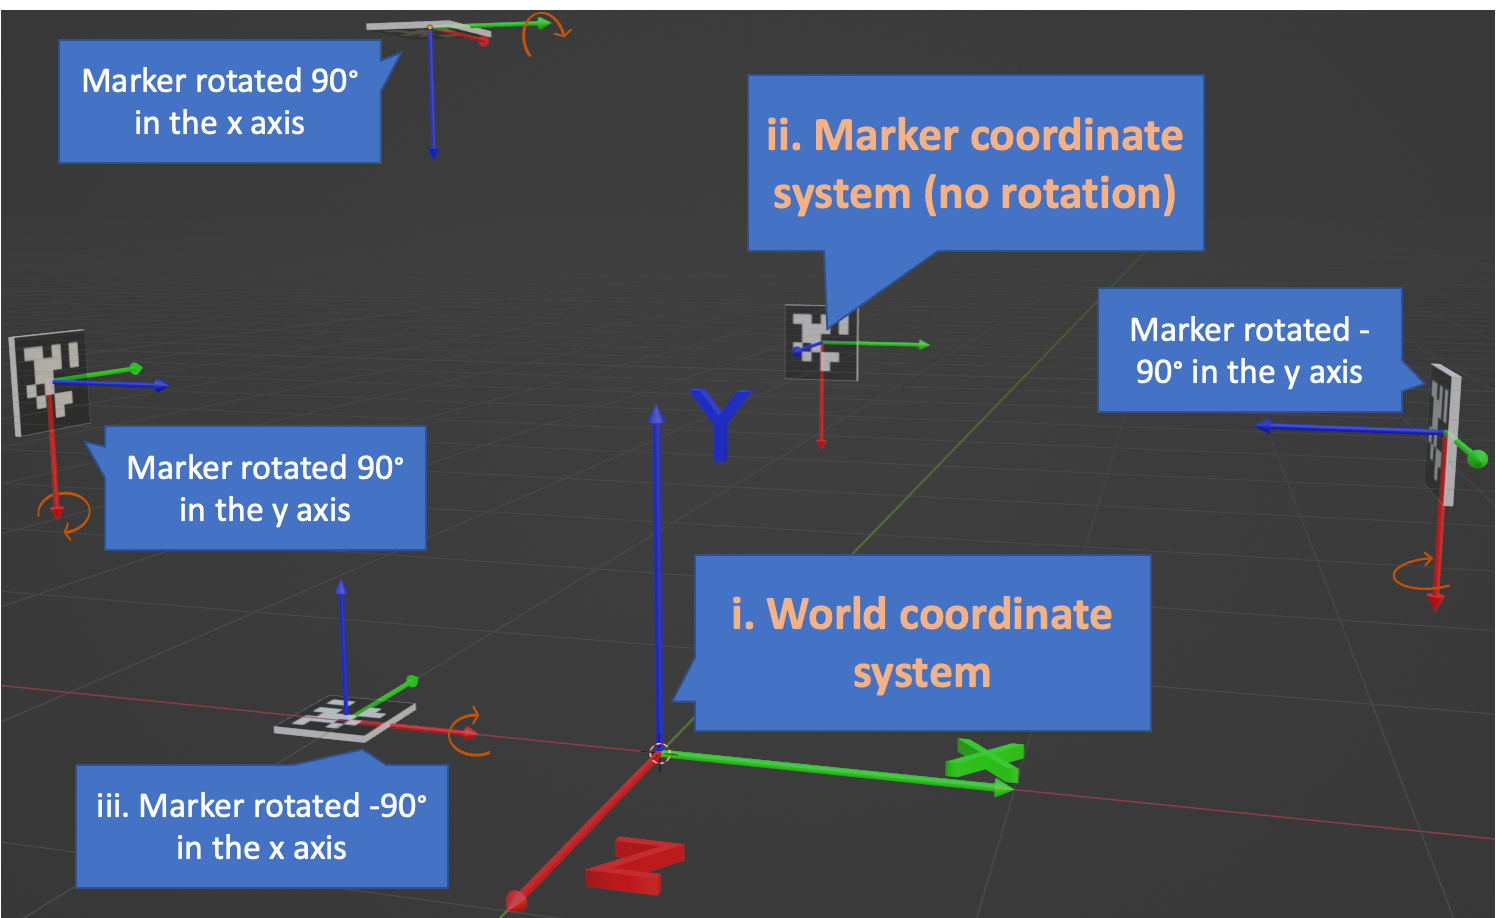 Marker rotated 90°
in the x axis
ii. Marker coordinate
system (no rotation)
Marker rotated -
90° in the y axis
Marker rotated 90°
in the y axis
Y
i. World coordinate
system
X
iii. Marker rotated -90°
in the x axis
Z